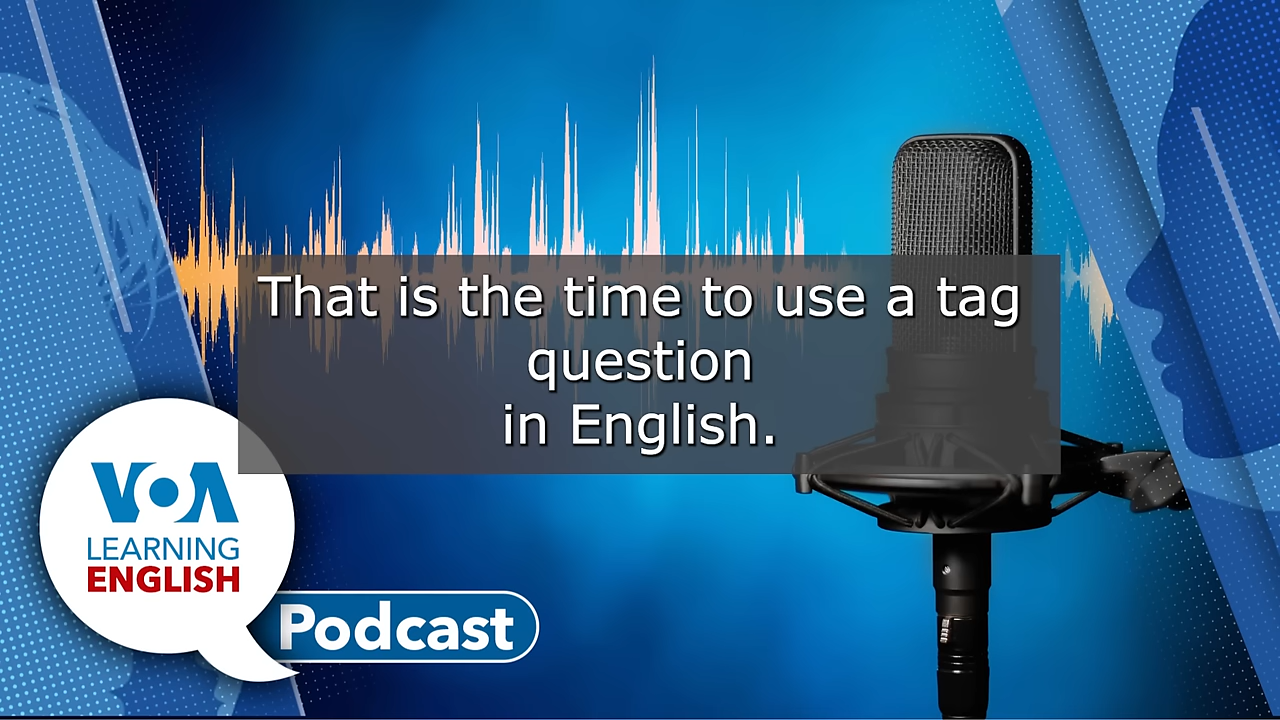 That is the time to use a tag
question
in English.
VOA
LEARNING
ENGLISH
Podcast